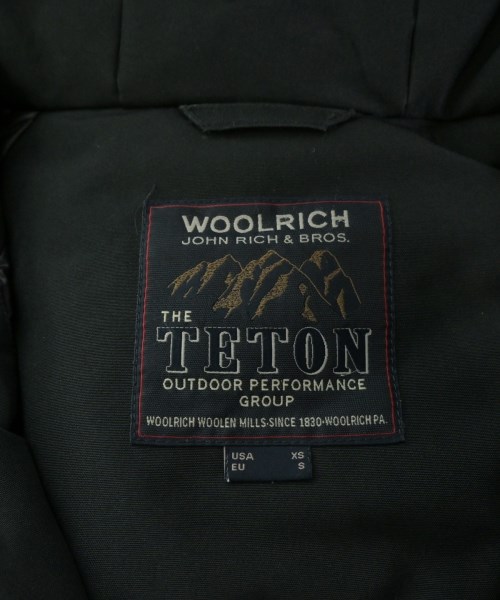 WOOLRICH
JOHN RICH & BROS.
THE
TETON
OUTDOOR PERFORMANCE
GROUP
WOOLRICH WOOLEN MILLS-SINCE 1830-WOOLRICH PA.
USA XS
EU S